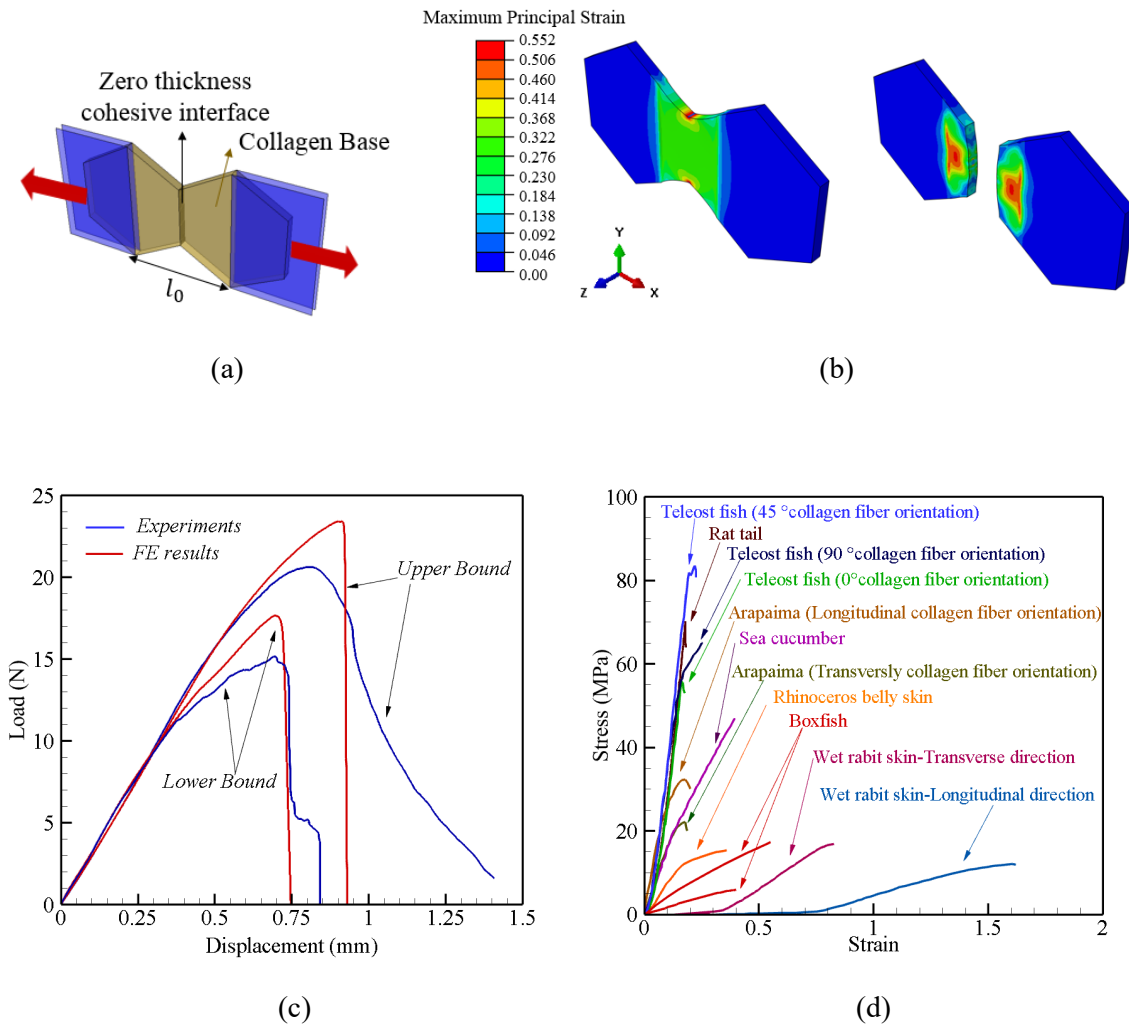 Maximum Principal Strain
Zero thickness
cohesive interface
Collagen Base
l₀
0.552
0.506
0.460
0.414
0.368
0.322
0.276
0.230
0.184
0.138
0.092
0.046
0.00
Y
Z
X
(a)
(b)
25
20
15
10
5
0
Load (N)
Experiments
FE results
Upper Bound
Lower Bound
0
0.25
0.5
0.75
1
1.25
1.5
Displacement (mm)
100
80
60
40
20
0
Stress (MPa)
Teleost fish (45 °collagen fiber orientation)
Rat tail
Teleost fish (90 °collagen fiber orientation)
Teleost fish (0°collagen fiber orientation)
Arapaima (Longitudinal collagen fiber orientation)
Sea cucumber
Arapaima (Transversly collagen fiber orientation)
Rhinoceros belly skin
Boxfish
Wet rabit skin-Transverse direction
Wet rabit skin-Longitudinal direction
0
0.5
1
1.5
2
Strain
(c)
(d)